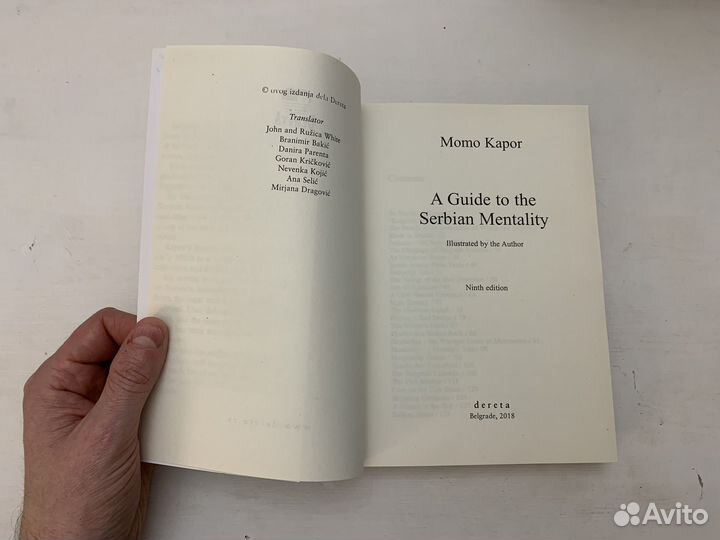 © ovog izdanja dela Dereta
Translator
John and Ružica White
Branimir Bakić
Danira Parenta
Goran Kričković
Nevenka Kojić
Ana Selić
Mirjana Dragović
Momo Kapor
A Guide to the
Serbian Mentality
Illustrated by the Author
Ninth edition
dereta
Belgrade, 2018
Avito